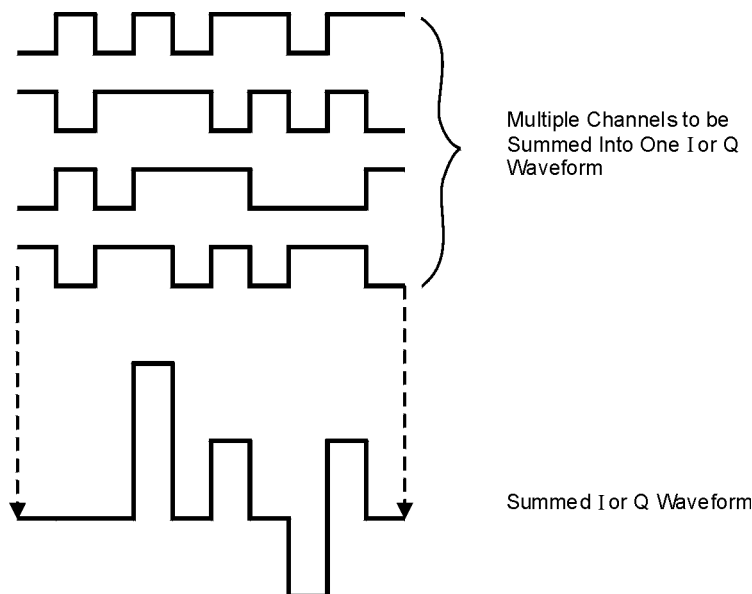 Multiple Channels to be
Summed Into One I or Q
Waveform
Summed I or Q Waveform